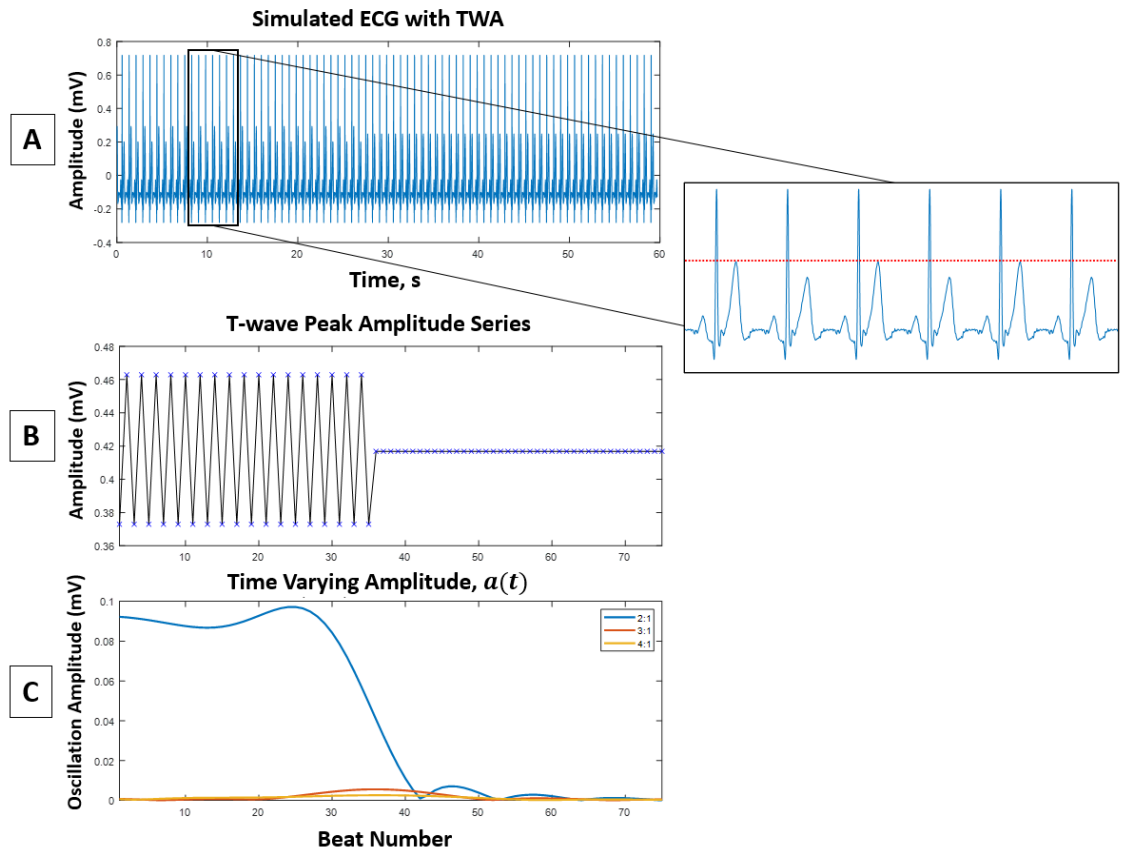 Simulated ECG with TWA
A
Amplitude (mV)
0.8
0.6
0.4
0.2
0
-0.2
-0.4
0 10 20 30 40 50 60
Time, s
T-wave Peak Amplitude Series
B
Amplitude (mV)
0.48
0.46
0.44
0.42
0.4
0.38
0.36
10 20 30 40 50 60 70
Time Varying Amplitude, a(t)
C
Oscillation Amplitude (mV)
0.1
0.08
0.06
0.04
0.02
0
2:1
3:1
4:1
10 20 30 40 50 60 70
Beat Number